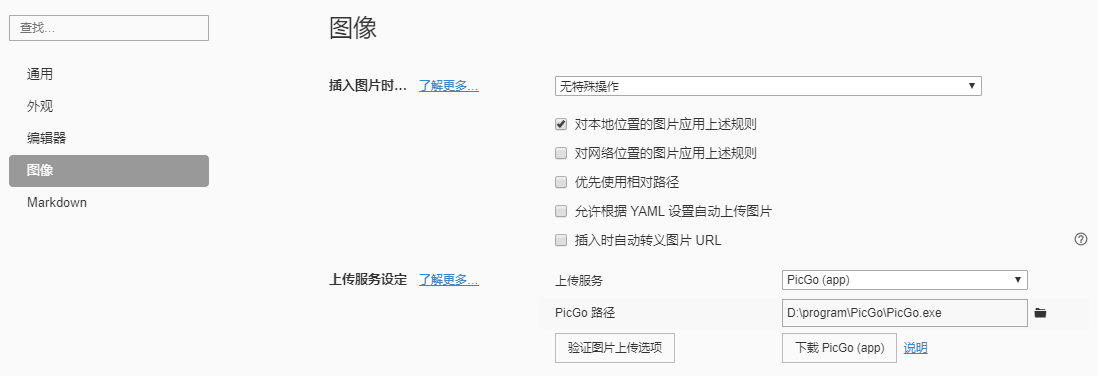 查找...
通用
外观
编辑器
图像
Markdown
图像
插入图片时... 了解更多... 无特殊操作
对本地位置的图片应用上述规则
对网络位置的图片应用上述规则
优先使用相对路径
允许根据 YAML 设置自动上传图片
插入时自动转义图片 URL
上传服务设定 了解更多... 上传服务 PicGo (app)
PicGo 路径 D:\program\PicGo\PicGo.exe
验证图片上传选项 下载 PicGo (app) 说明